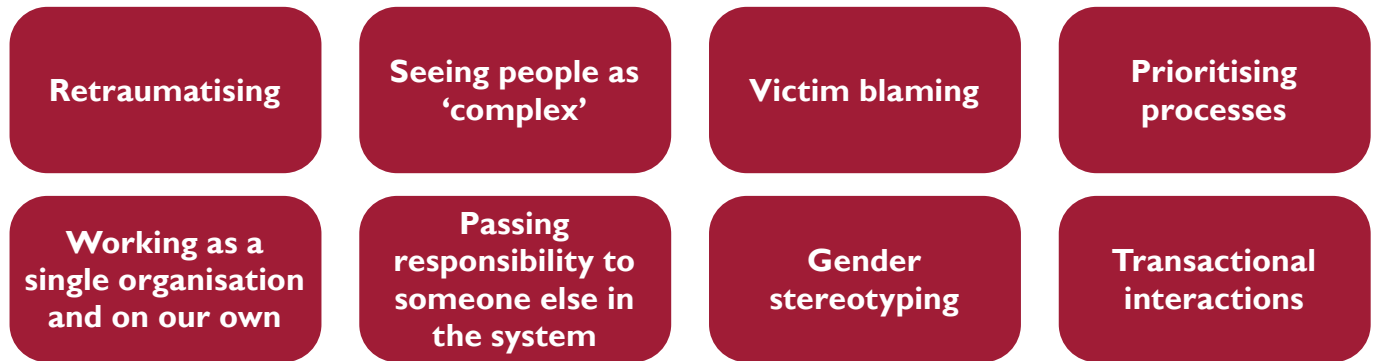 Retraumatising
Seeing people as
‘complex’
Victim blaming
Prioritising
processes
Working as a
single organisation
and on our own
Passing
responsibility to
someone else in
the system
Gender
stereotyping
Transactional
interactions